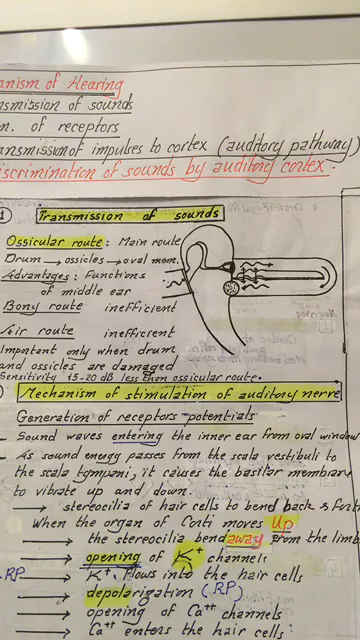 anism of Hearing
nsmission of sounds
n. of receptors
ansmission of impulses to cortex (auditory pathway)
iscrimination of sounds by auditory cortex.
1 Transmission of sounds
Ossicular route: Main route
Drum → ossicles → oval mem.
Advantages: Functions
of middle ear
Bony route inefficient
Air route inefficient
Important only when drum
and ossicles are damaged
Sensitivity 15-20 dB less than ossicular route.
Mechanism of stimulation of auditory nerve
Generation of receptors potentials
- Sound waves entering the inner ear from oval window
- As sound energy passes from the scala vestibuli to
the scala tympani, it causes the basilar membrane
to vibrate up and down.
→ stereocilia of hair cells to bend back & forth
When the organ of Corti moves Up
→ the stereocilia bend away from the limb
→ opening of K+ channels
RP → K+ flows into the hair cells
→ depolarization (RP)
→ opening of Ca++ channels
→ Ca++ enters the hair cells